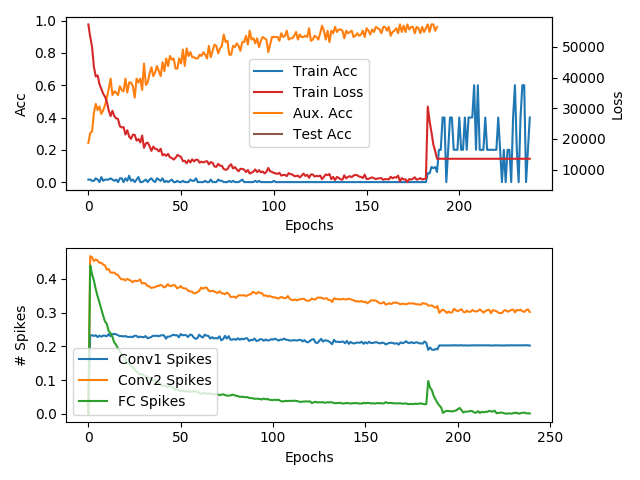 1.0
0.8
0.6
0.4
0.2
0.0
Acc
50000
40000
30000
20000
10000
Loss
Train Acc
Train Loss
Aux. Acc
Test Acc
0 50 100 150 200
Epochs
0.4
0.3
0.2
0.1
0.0
# Spikes
Conv1 Spikes
Conv2 Spikes
FC Spikes
0 50 100 150 200 250
Epochs